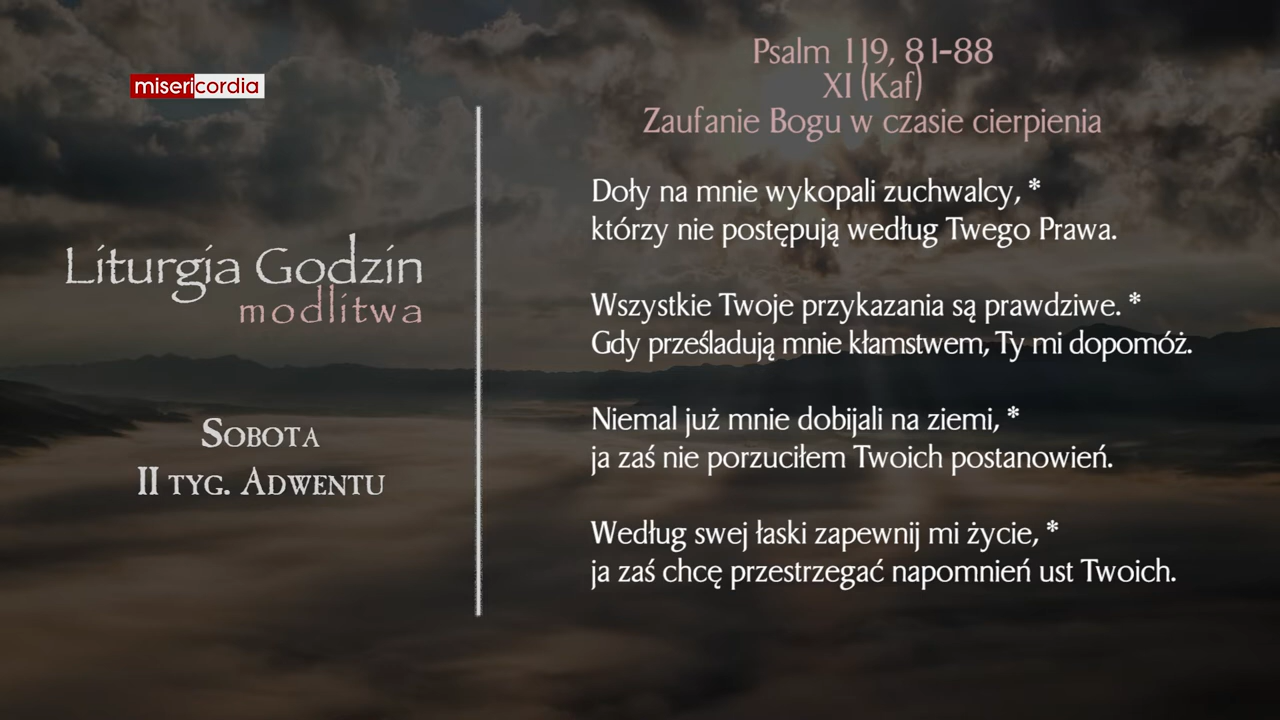 misericordia
Liturgia Godzin
modlitwa
Sobota
II tyg. Adwentu
Psalm 119, 81-88
XI (Kaf)
Zaufanie Bogu w czasie cierpienia
Doły na mnie wykopali zuchwalcy, *
którzy nie postępują według Twego Prawa.
Wszystkie Twoje przykazania są prawdziwe. *
Gdy prześladują mnie kłamstwem, Ty mi dopomóż.
Niemal już mnie dobijali na ziemi, *
ja zaś nie porzuciłem Twoich postanowień.
Według swej łaski zapewnij mi życie, *
ja zaś chcę przestrzegać napomnień ust Twoich.